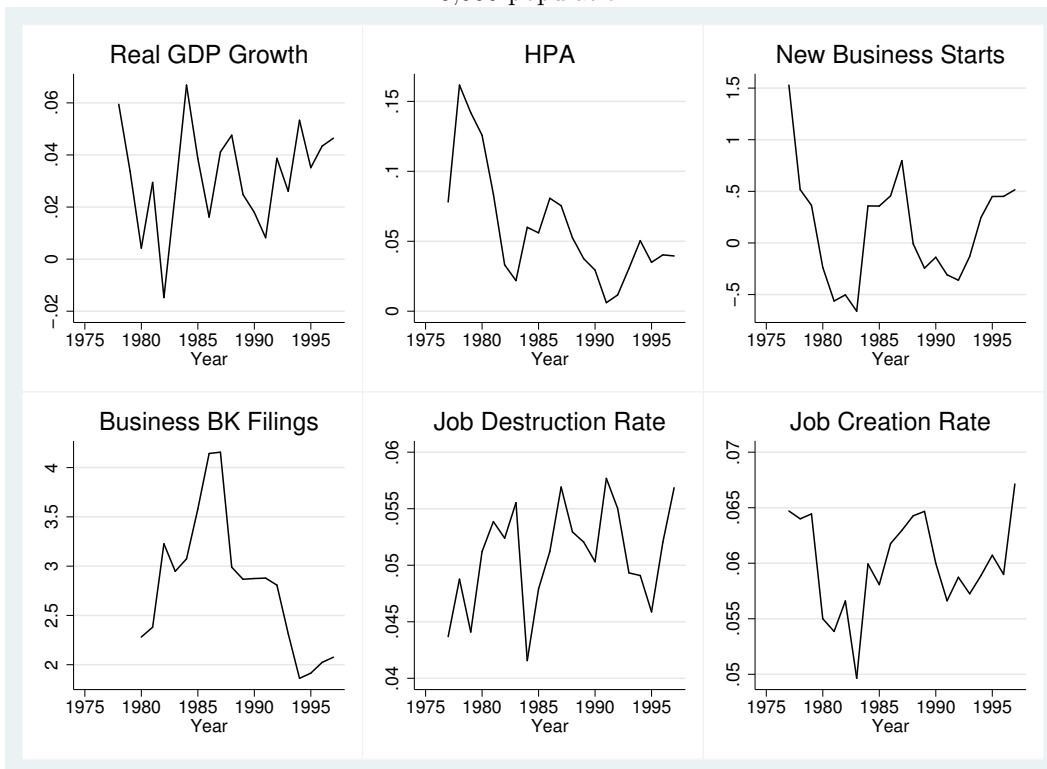 Real GDP Growth
.06
.04
.02
0
-.02
1975 1980 1985 1990 1995
Year
HPA
.15
.1
.05
0
1975 1980 1985 1990 1995
Year
New Business Starts
1.5
1
.5
0
-.5
1975 1980 1985 1990 1995
Year
Business BK Filings
4
3.5
3
2.5
2
1975 1980 1985 1990 1995
Year
Job Destruction Rate
.06
.055
.05
.045
.04
1975 1980 1985 1990 1995
Year
Job Creation Rate
.07
.065
.06
.055
.05
1975 1980 1985 1990 1995
Year